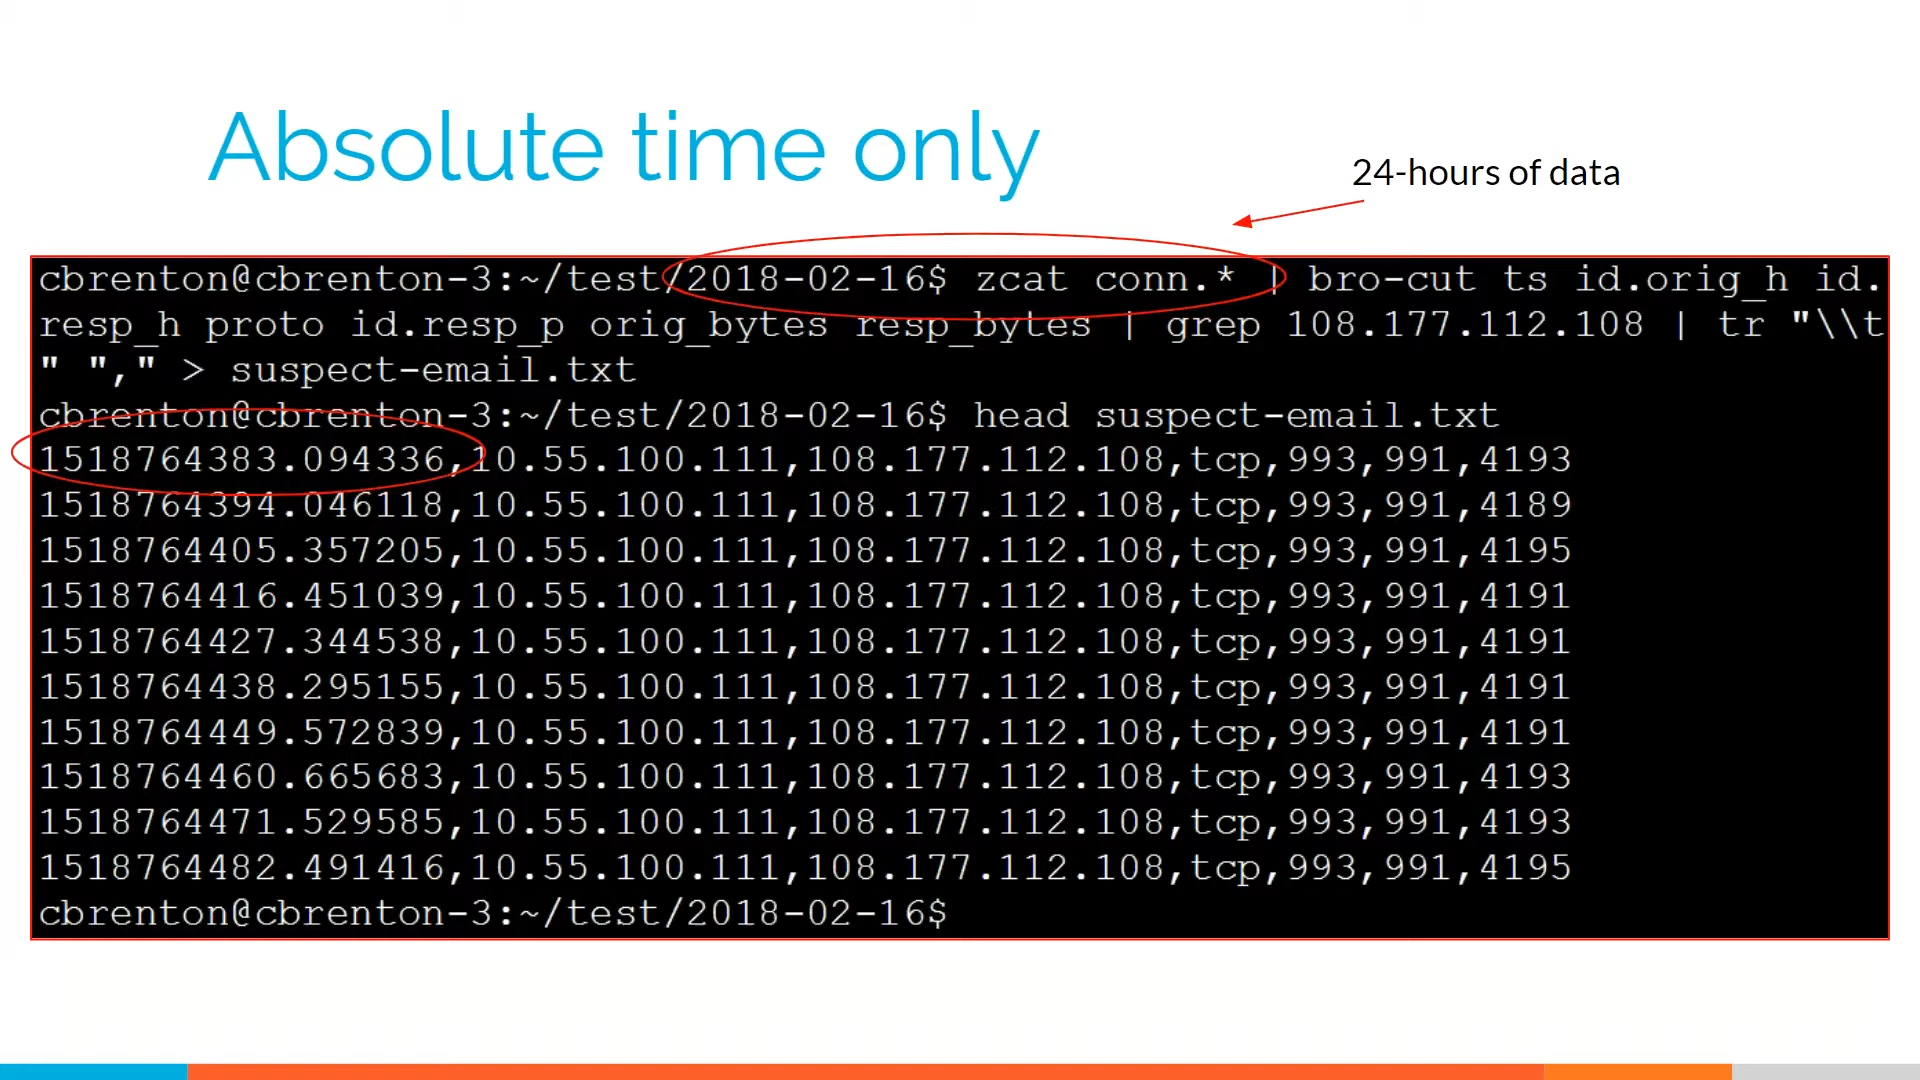 Absolute time only
24-hours of data
cbrenton@cbrenton-3:~/test/2018-02-16$ zcat conn.* | bro-cut ts id.orig_h id.
resp_h proto id.resp_p orig_bytes resp_bytes | grep 108.177.112.108 | tr "\\t
" "," > suspect-email.txt
cbrenton@cbrenton-3:~/test/2018-02-16$ head suspect-email.txt
1518764383.094336,10.55.100.111,108.177.112.108,tcp,993,991,4193
1518764394.046118,10.55.100.111,108.177.112.108,tcp,993,991,4189
1518764405.357205,10.55.100.111,108.177.112.108,tcp,993,991,4195
1518764416.451039,10.55.100.111,108.177.112.108,tcp,993,991,4191
1518764427.344538,10.55.100.111,108.177.112.108,tcp,993,991,4191
1518764438.295155,10.55.100.111,108.177.112.108,tcp,993,991,4191
1518764449.572839,10.55.100.111,108.177.112.108,tcp,993,991,4191
1518764460.665683,10.55.100.111,108.177.112.108,tcp,993,991,4193
1518764471.529585,10.55.100.111,108.177.112.108,tcp,993,991,4193
1518764482.491416,10.55.100.111,108.177.112.108,tcp,993,991,4195
cbrenton@cbrenton-3:~/test/2018-02-16$